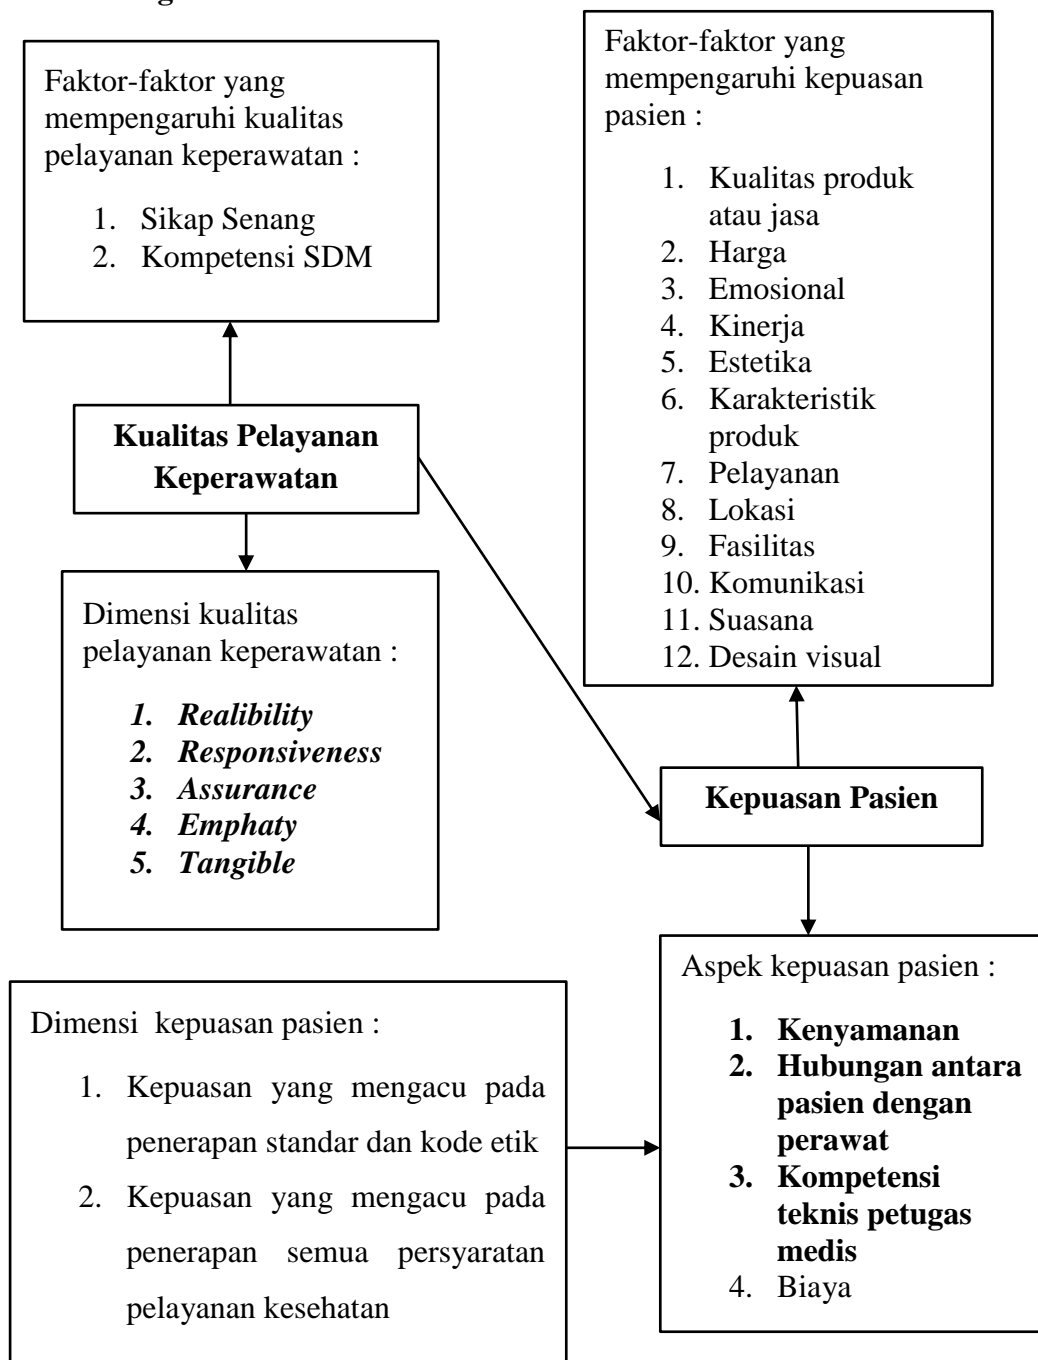 Faktor-faktor yang
mempengaruhi kualitas
pelayanan keperawatan :
1. Sikap Senang
2. Kompetensi SDM
Faktor-faktor yang
mempengaruhi kepuasan
pasien :
1. Kualitas produk
atau jasa
2. Harga
3. Emosional
4. Kinerja
5. Estetika
6. Karakteristik
produk
7. Pelayanan
8. Lokasi
9. Fasilitas
10. Komunikasi
11. Suasana
12. Desain visual
Kualitas Pelayanan
Keperawatan
Dimensi kualitas
pelayanan keperawatan :
1. Realibility
2. Responsiveness
3. Assurance
4. Emphaty
5. Tangible
Kepuasan Pasien
Aspek kepuasan pasien :
1. Kenyamanan
2. Hubungan antara
pasien dengan
perawat
3. Kompetensi
teknis petugas
medis
4. Biaya
Dimensi kepuasan pasien :
1. Kepuasan yang mengacu pada
penerapan standar dan kode etik
2. Kepuasan yang mengacu pada
penerapan semua persyaratan
pelayanan kesehatan